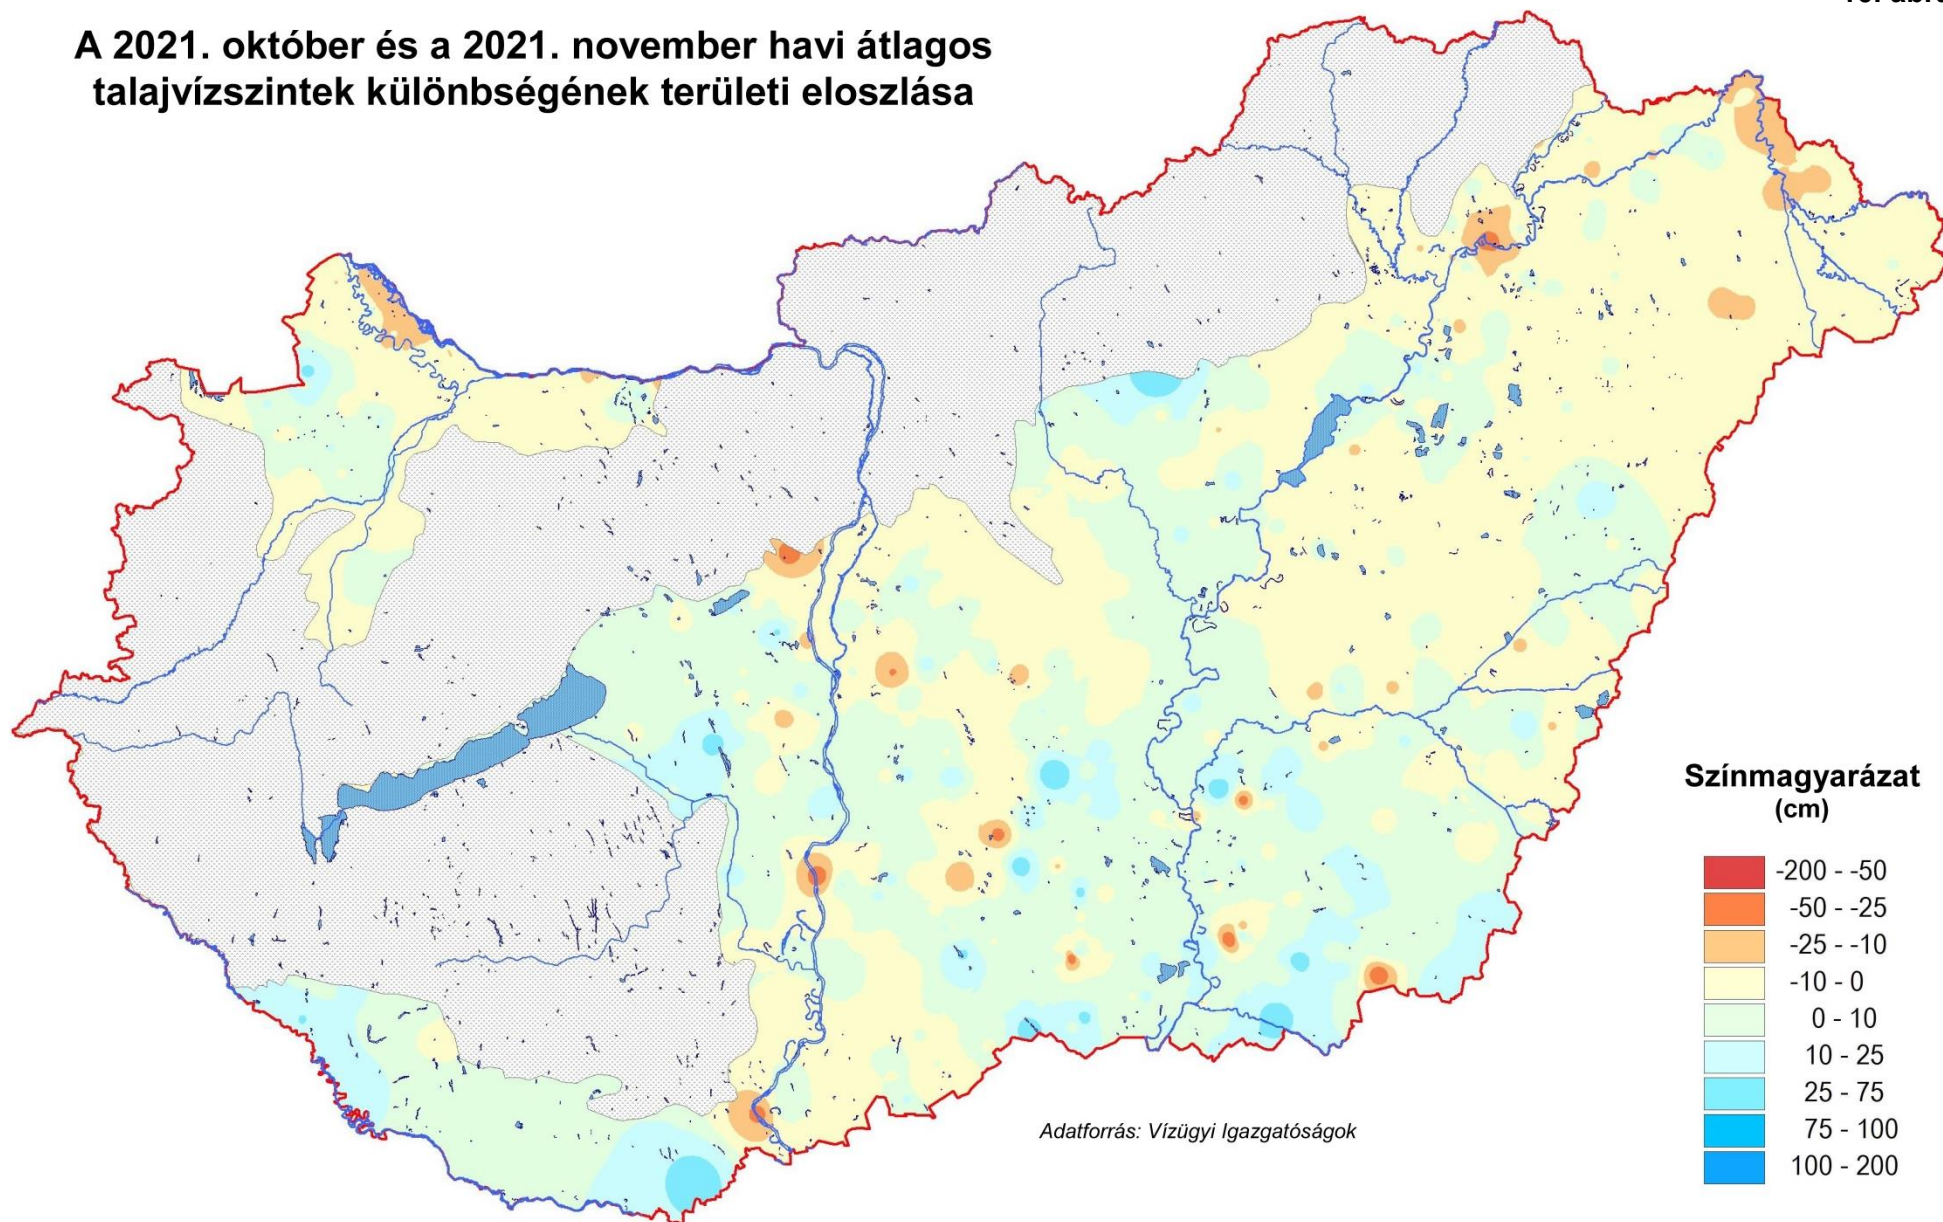 A 2021. október és a 2021. november havi átlagos
talajvízszintek különbségének területi eloszlása
Színmagyarázat
(cm)
-200 - -50
-50 - -25
-25 - -10
-10 - 0
0 - 10
10 - 25
25 - 75
75 - 100
100 - 200
Adatforrás: Vízügyi Igazgatóságok